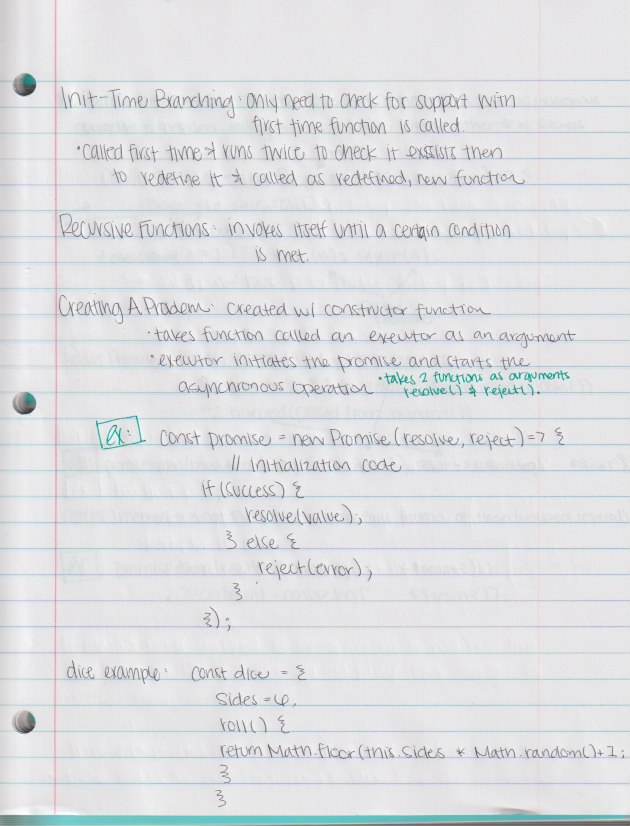 Init-Time Branching: only need to check for support with
first time function is called.
• Called first time & runs twice to check it exsists then
to redefine it & called as redefined, new function
Recursive Functions: invokes itself until a certain condition
is met.
Creating A Prodem: created w/ constructor function
• takes function called an executor as an argument
• executor initiates the promise and starts the
asynchronous operation • takes 2 functions as arguments
resolve() & reject().
ex: const promise = new Promise (resolve, reject) => {
// initialization code
if (success) {
resolve(value);
} else {
reject(error);
}
});
dice example: const dice = {
Sides = 6,
roll() {
return Math.floor(this.sides * Math.random()+1;
}
}